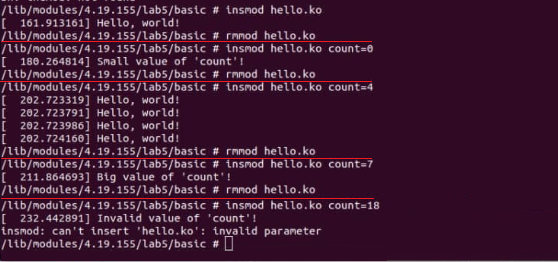 /lib/modules/4.19.155/lab5/basic # insmod hello.ko
[  161.913161] Hello, world!
/lib/modules/4.19.155/lab5/basic # rmmod hello.ko
/lib/modules/4.19.155/lab5/basic # insmod hello.ko count=0
[  180.264814] Small value of 'count'!
/lib/modules/4.19.155/lab5/basic # rmmod hello.ko
/lib/modules/4.19.155/lab5/basic # insmod hello.ko count=4
[  202.723319] Hello, world!
[  202.723791] Hello, world!
[  202.723986] Hello, world!
[  202.724160] Hello, world!
/lib/modules/4.19.155/lab5/basic # rmmod hello.ko
/lib/modules/4.19.155/lab5/basic # insmod hello.ko count=7
[  211.864693] Big value of 'count'!
/lib/modules/4.19.155/lab5/basic # rmmod hello.ko
/lib/modules/4.19.155/lab5/basic # insmod hello.ko count=18
[  232.442891] Invalid value of 'count'!
insmod: can't insert 'hello.ko': invalid parameter
/lib/modules/4.19.155/lab5/basic #